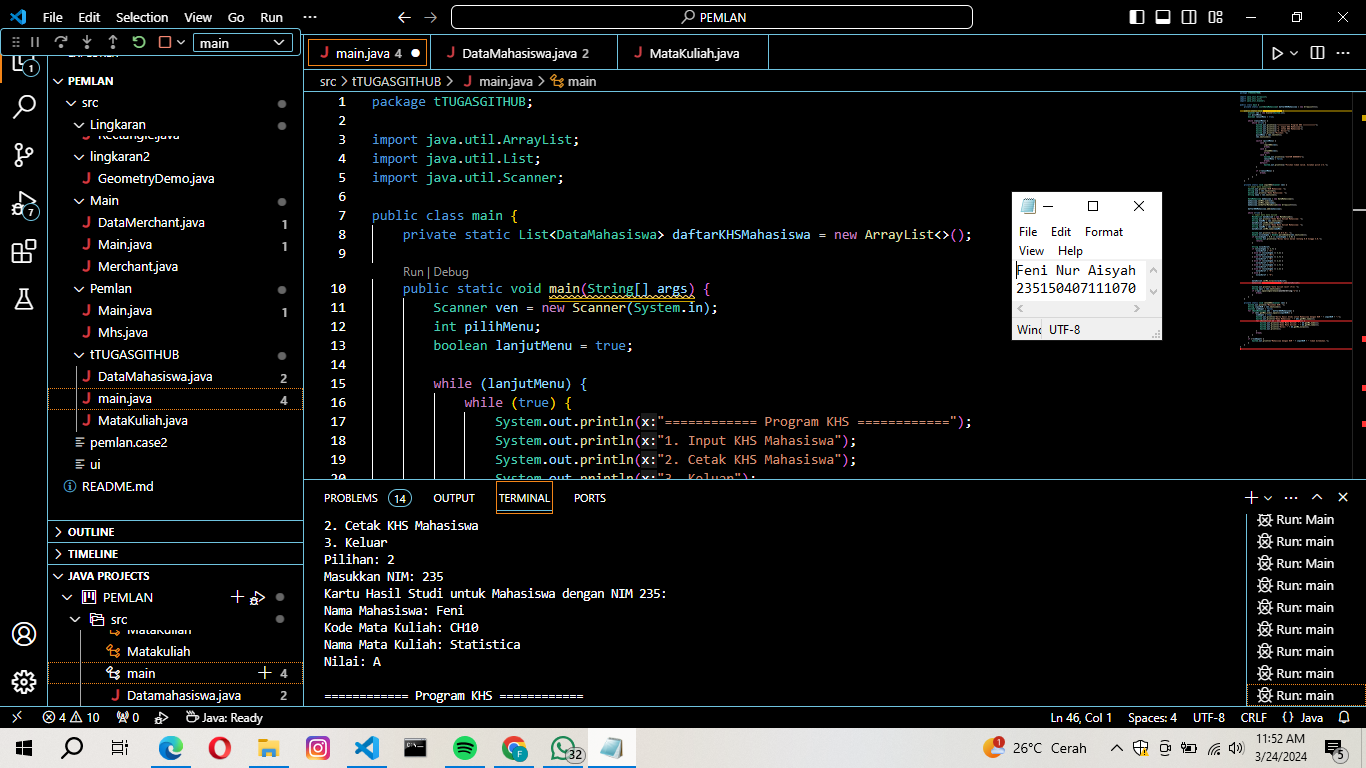 File Edit Selection View Go Run ··· PEMLAN
main
1
EXPLORER
PEMLAN
src
Lingkaran
Rectangle.java
lingkaran2
GeometryDemo.java
Main
DataMerchant.java 1
Main.java 1
Merchant.java
Pemlan
Main.java 1
Mhs.java
tTUGASGITHUB
DataMahasiswa.java 2
main.java 4
MataKuliah.java
pemlan.case2
ui
README.md
7
OUTLINE
TIMELINE
JAVA PROJECTS
PEMLAN
src
MataKuliah
Matakuliah
main 4
Datamahasiswa.java 2
main.java 4 DataMahasiswa.java 2 MataKuliah.java
src > tTUGASGITHUB > main.java > main
1 package tTUGASGITHUB;
2
3 import java.util.ArrayList;
4 import java.util.List;
5 import java.util.Scanner;
6
7 public class main {
8 private static List<DataMahasiswa> daftarKHSMahasiswa = new ArrayList<>();
9
Run | Debug
10 public static void main(String[] args) {
11 Scanner ven = new Scanner(System.in);
12 int pilihMenu;
13 boolean lanjutMenu = true;
14
15 while (lanjutMenu) {
16 while (true) {
17 System.out.println(x:"============ Program KHS ============");
18 System.out.println(x:"1. Input KHS Mahasiswa");
19 System.out.println(x:"2. Cetak KHS Mahasiswa");
20 System.out.println(x:"3. Keluar");
File Edit Format
View Help
Feni Nur Aisyah
235150407111070
Winc UTF-8
PROBLEMS 14 OUTPUT TERMINAL PORTS
2. Cetak KHS Mahasiswa
3. Keluar
Pilihan: 2
Masukkan NIM: 235
Kartu Hasil Studi untuk Mahasiswa dengan NIM 235:
Nama Mahasiswa: Feni
Kode Mata Kuliah: CH10
Nama Mata Kuliah: Statistica
Nilai: A
============ Program KHS ============
Run: Main
Run: main
Run: Main
Run: main
Run: main
Run: main
Run: main
Run: main
Run: main
4 10 0 Java: Ready Ln 46, Col 1 Spaces: 4 UTF-8 CRLF {} Java
F 32 1 26°C Cerah 11:52 AM
3/24/2024 5